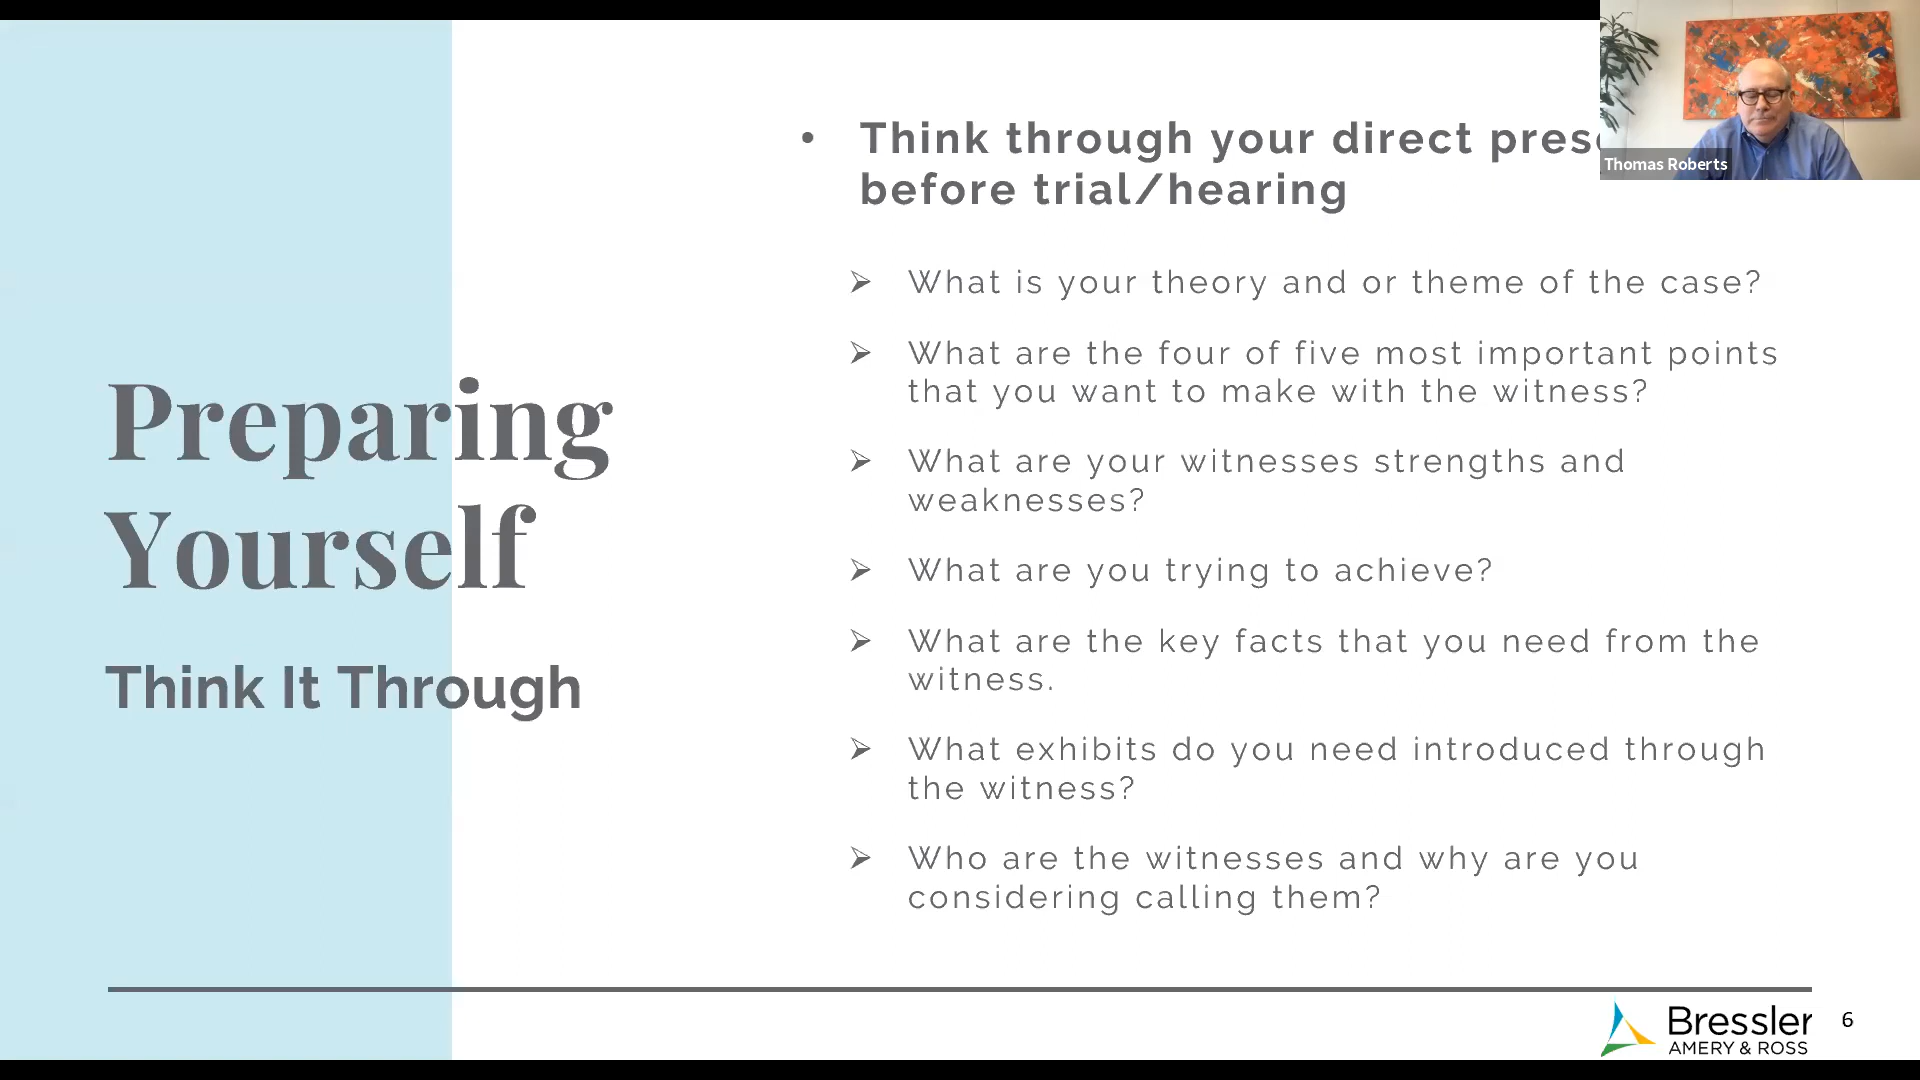 Preparing
Yourself
Think It Through
• Think through your direct
before trial/hearing
➢ What is your theory and or theme of the case?
➢ What are the four of five most important points
that you want to make with the witness?
➢ What are your witnesses strengths and
weaknesses?
➢ What are you trying to achieve?
➢ What are the key facts that you need from the
witness.
➢ What exhibits do you need introduced through
the witness?
➢ Who are the witnesses and why are you
considering calling them?
Thomas Roberts
Bressler
AMERY & ROSS
6